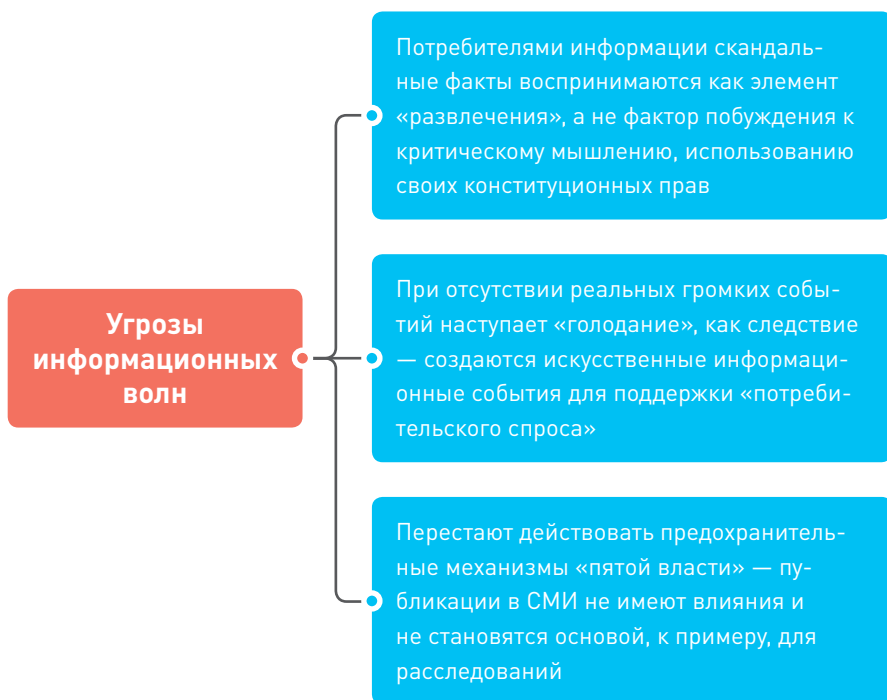 Потребителями информации скандаль-
ные факты воспринимаются как элемент
«развлечения», а не фактор побуждения к
критическому мышлению, использованию
своих конституционных прав
Угрозы
информационных
волн
При отсутствии реальных громких собы-
тий наступает «голодание», как следствие
— создаются искусственные информаци-
онные события для поддержки «потреби-
тельского спроса»
Перестают действовать предохранитель-
ные механизмы «пятой власти» — пу-
бликации в СМИ не имеют влияния и
не становятся основой, к примеру, для
расследований